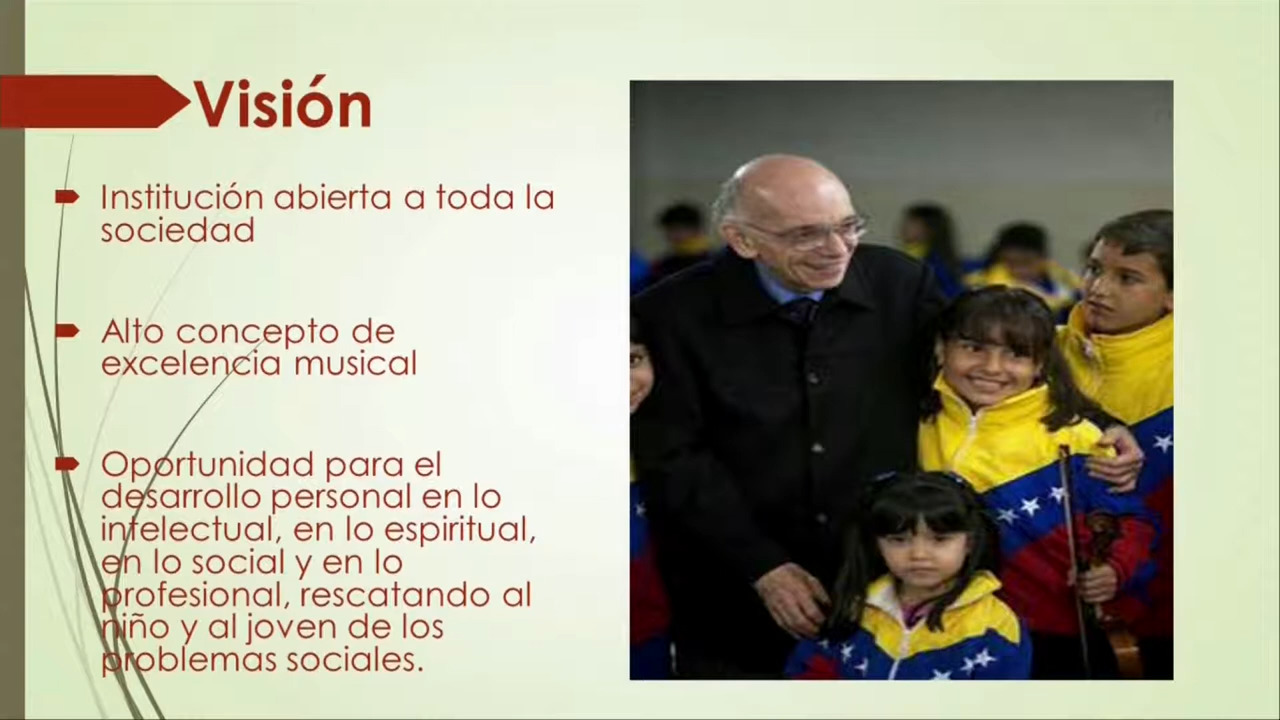 Visión
Institución abierta a toda la
sociedad
Alto concepto de
excelencia musical
Oportunidad para el
desarrollo personal en lo
intelectual, en lo espiritual,
en lo social y en lo
profesional, rescatando al
niño y al joven de los
problemas sociales.